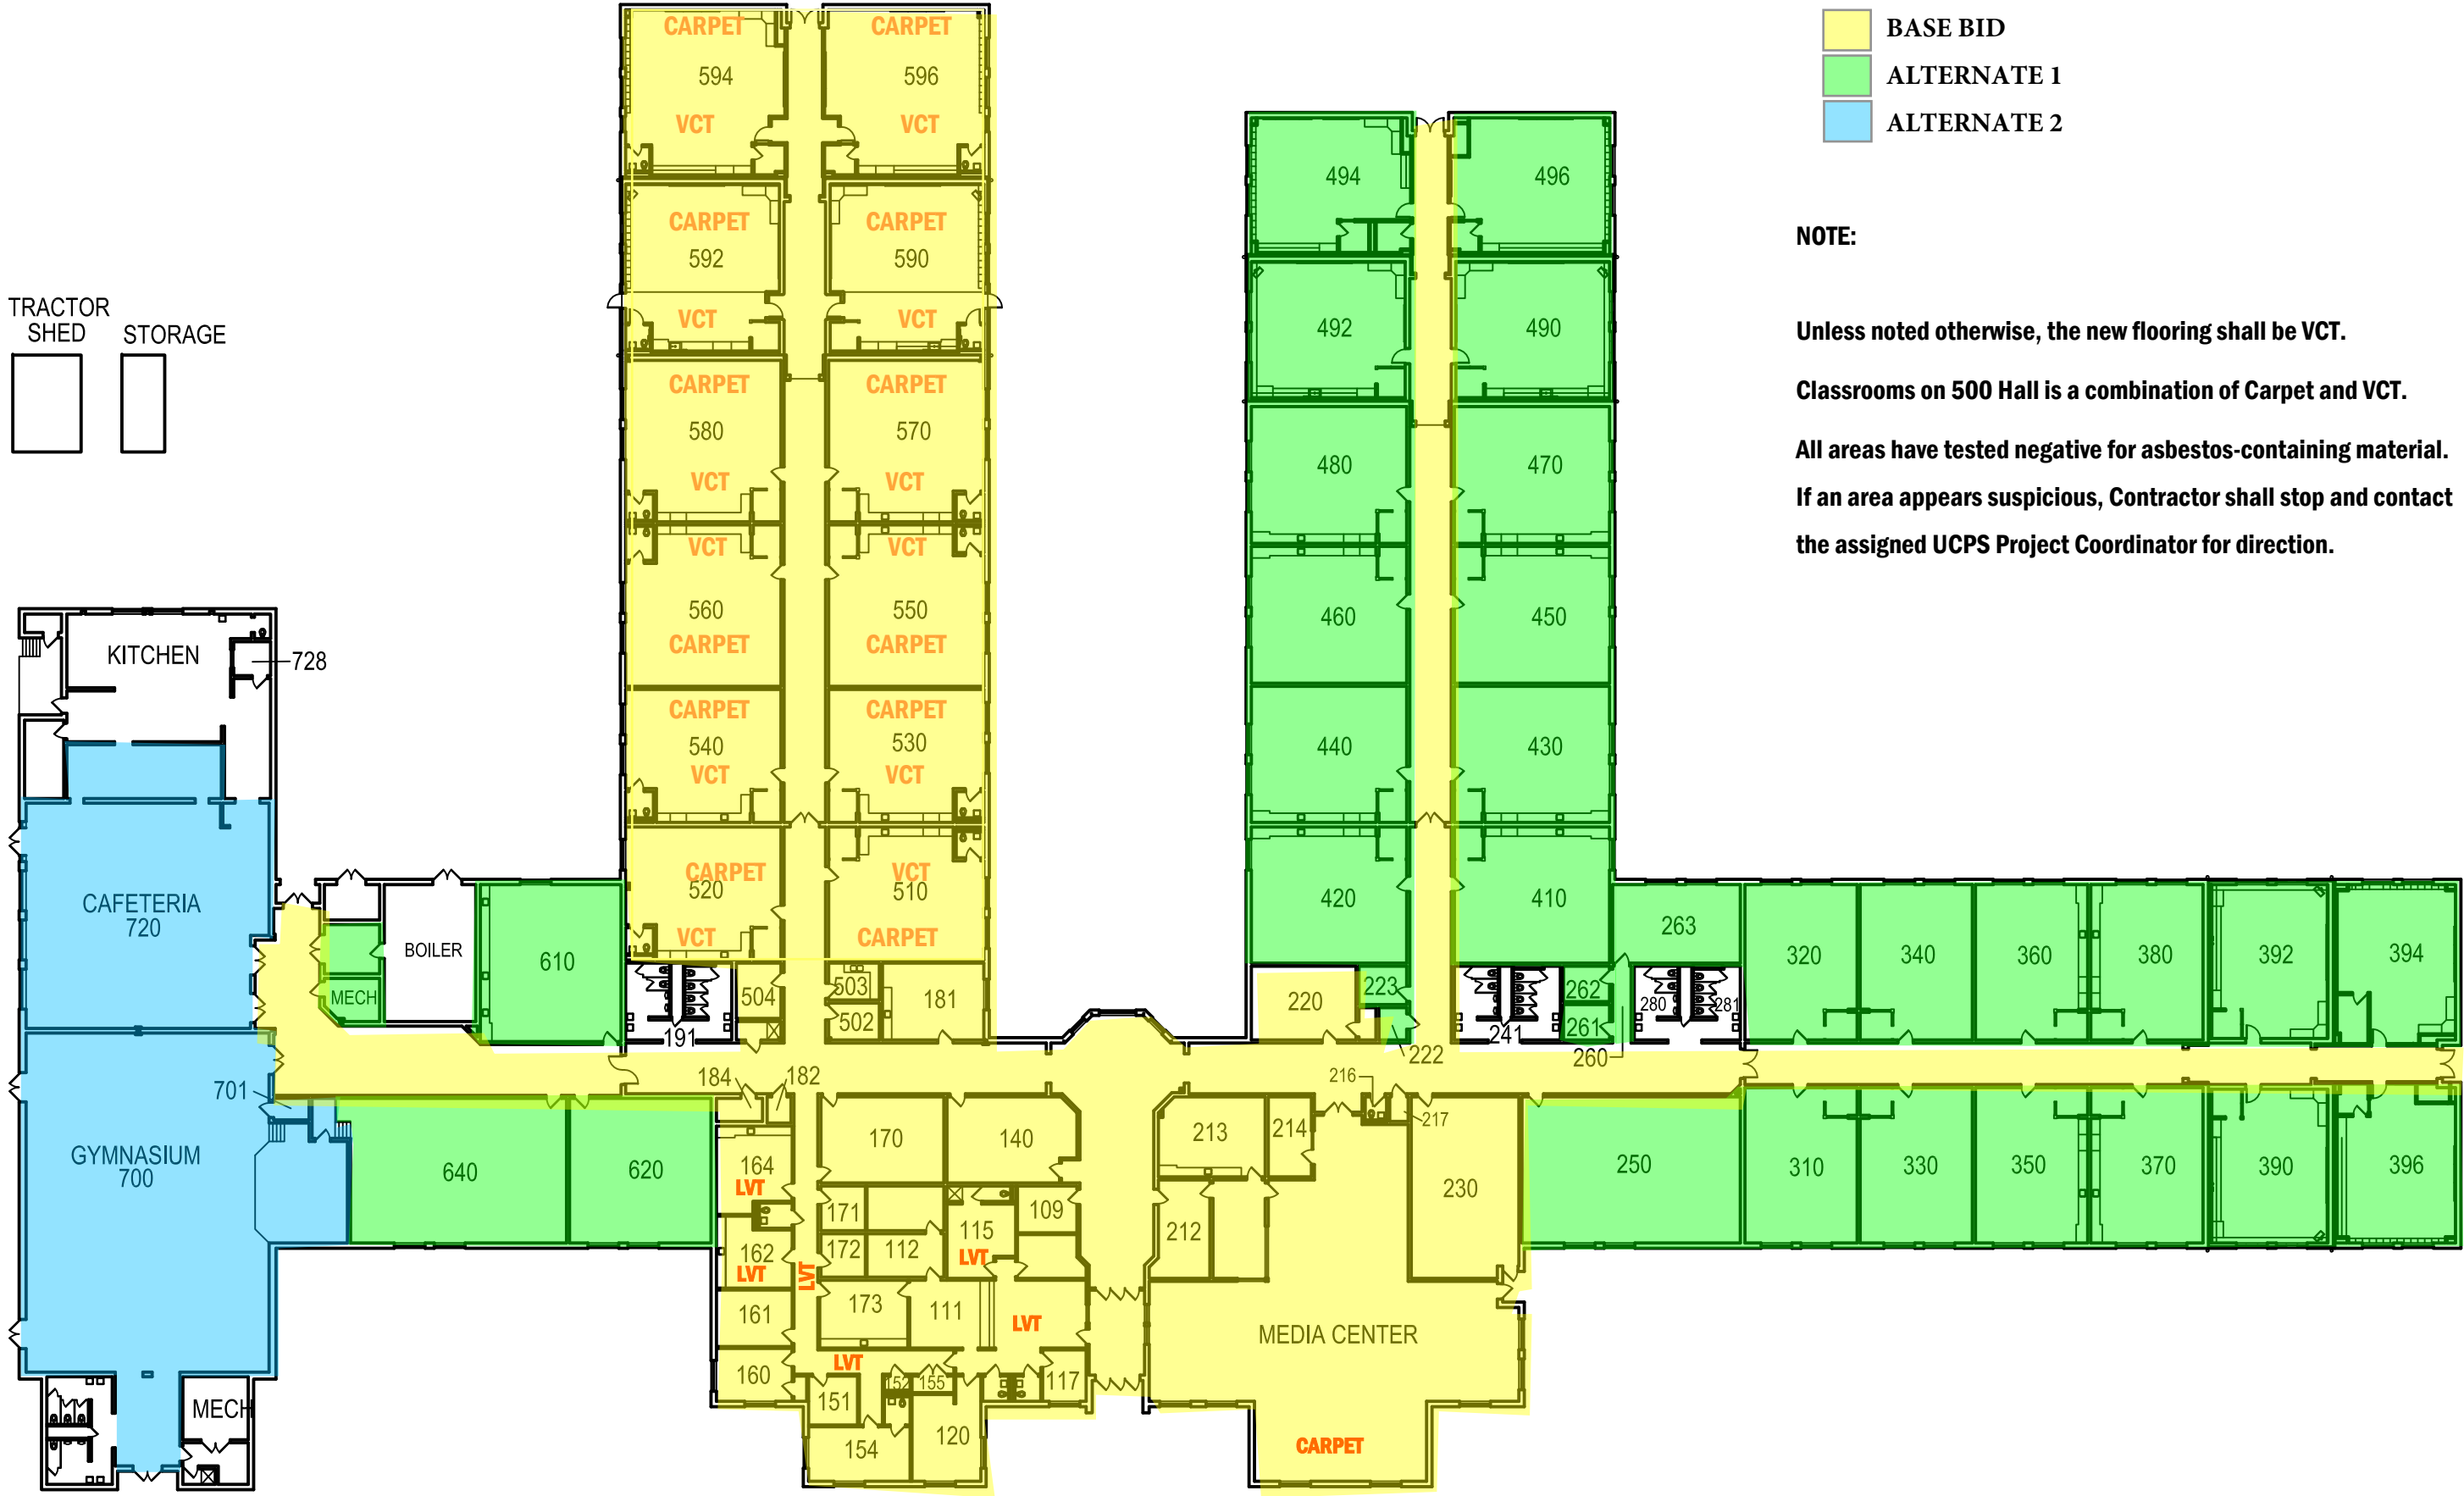 BASE BID
ALTERNATE 1
ALTERNATE 2
NOTE:
Unless noted otherwise, the new flooring shall be VCT.
Classrooms on 500 Hall is a combination of Carpet and VCT.
All areas have tested negative for asbestos-containing material.
If an area appears suspicious, Contractor shall stop and contact
the assigned UCPS Project Coordinator for direction.
TRACTOR
SHED
STORAGE
CARPET
594
VCT
CARPET
596
VCT
CARPET
592
VCT
CARPET
590
VCT
CARPET
580
VCT
CARPET
570
VCT
VCT
560
CARPET
VCT
550
CARPET
CARPET
540
VCT
CARPET
530
VCT
CARPET
520
VCT
VCT
510
CARPET
494
496
492
490
480
470
460
450
440
430
420
410
KITCHEN
728
CAFETERIA
720
BOILER
MECH
610
191
504
503
502
181
220
223
222
241
262
261
260
263
280
281
320
340
360
380
392
394
701
GYMNASIUM
700
MECH
640
620
184
182
164
LVT
162
LVT
161
160
LVT
170
140
171
172
112
115
LVT
109
173
111
LVT
LVT
151
152
155
117
154
120
213
214
216
217
212
230
MEDIA CENTER
CARPET
250
310
330
350
370
390
396